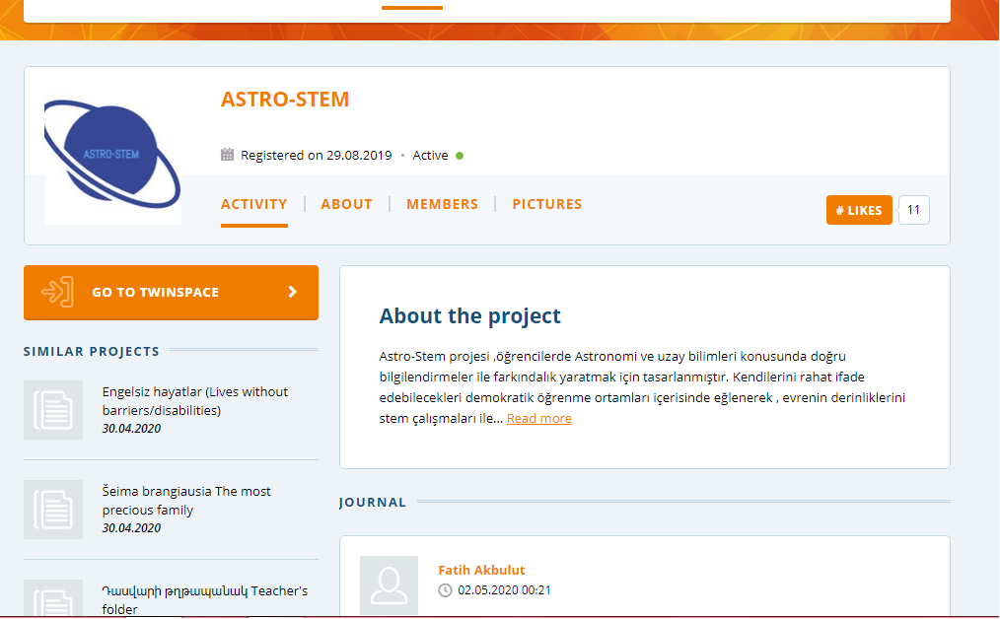 ASTRO-STEM
ASTRO-STEM
Registered on 29.08.2019 • Active
ACTIVITY | ABOUT | MEMBERS | PICTURES
# LIKES 11
GO TO TWINSPACE
SIMILAR PROJECTS
Engelsiz hayatlar (Lives without
barriers/disabilities)
30.04.2020
Šeima brangiausia The most
precious family
30.04.2020
Դասվարի թղթապանակ Teacher's
folder
About the project
Astro-Stem projesi ,öğrencilerde Astronomi ve uzay bilimleri konusunda doğru
bilgilendirmeler ile farkındalık yaratmak için tasarlanmıştır. Kendilerini rahat ifade
edebilecekleri demokratik öğrenme ortamları içerisinde eğlenerek , evrenin derinliklerini
stem çalışmaları ile... Read more
JOURNAL
Fatih Akbulut
02.05.2020 00:21